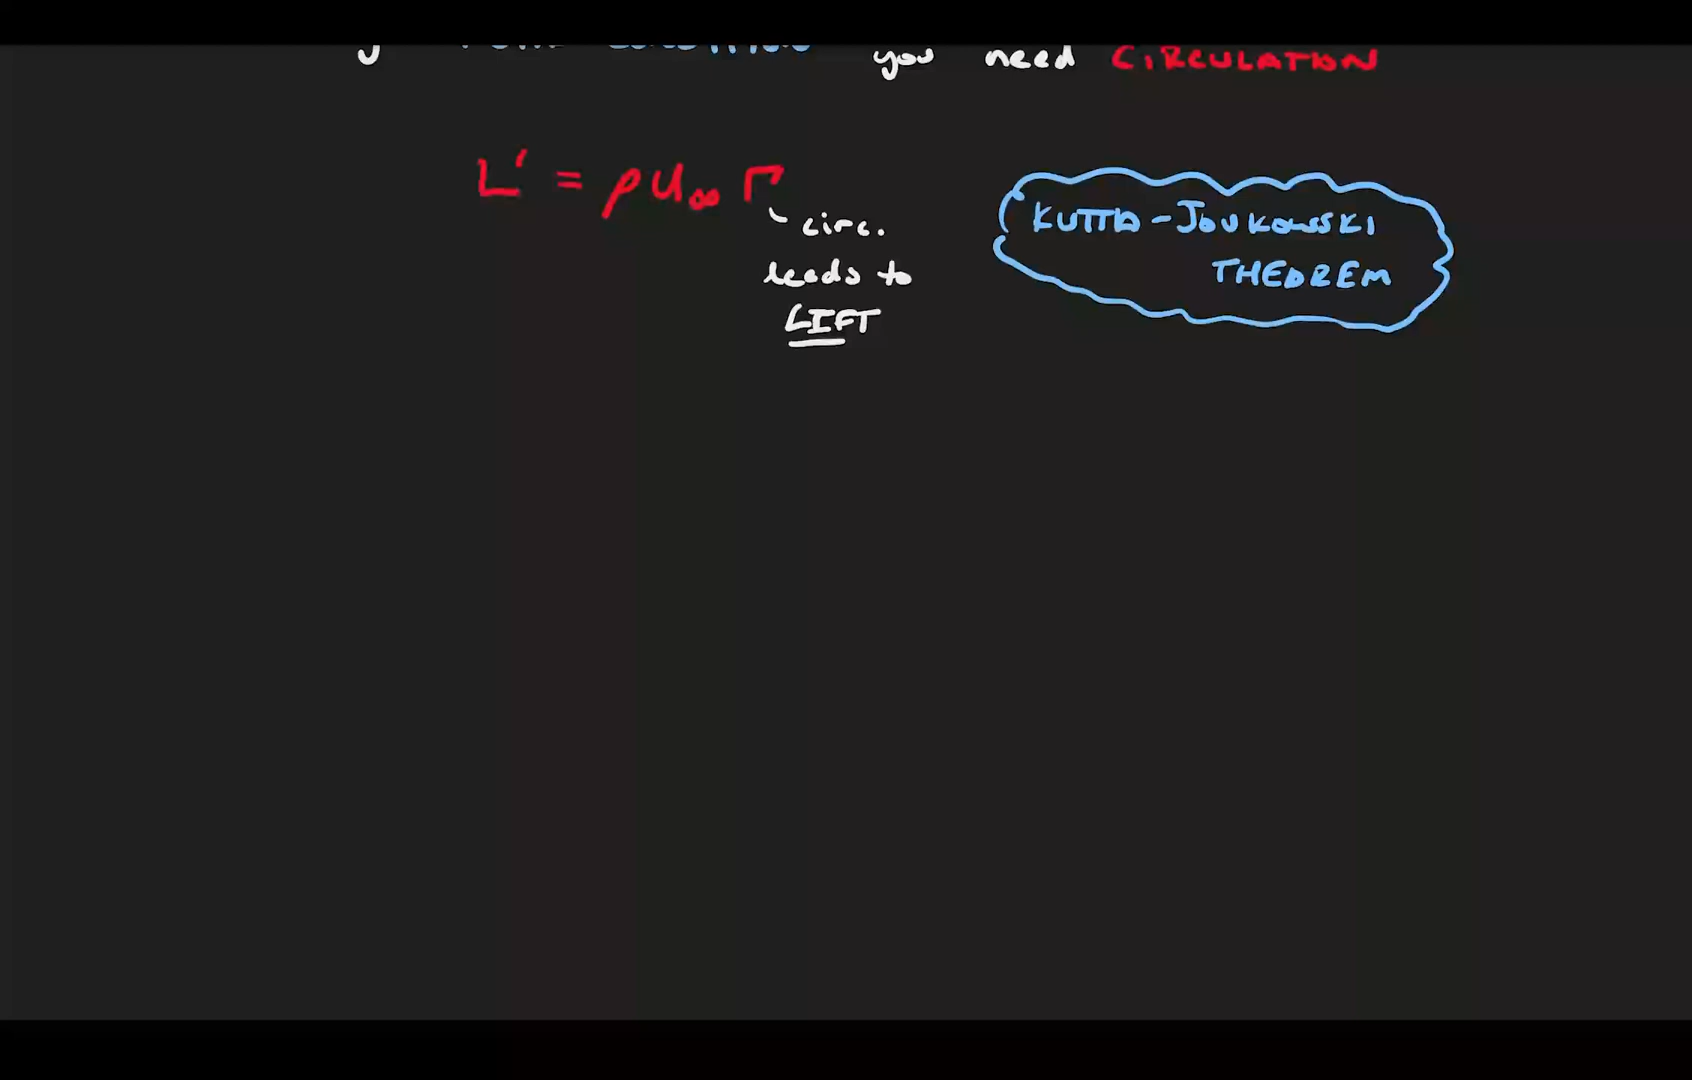 you need CIRCULATION
L' = ρU∞ Γ
circ.
leads to
LIFT
KUTTA-JOUKOWSKI
THEOREM